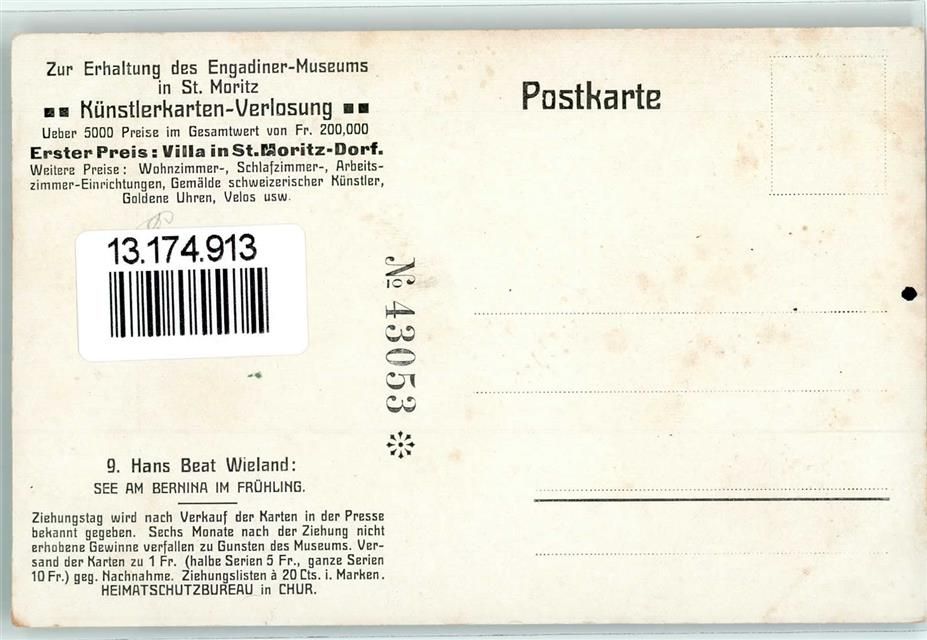 Zur Erhaltung des Engadiner-Museums
in St. Moritz
Künstlerkarten-Verlosung
Ueber 5000 Preise im Gesamtwert von Fr. 200,000
Erster Preis: Villa in St. Moritz-Dorf.
Weitere Preise: Wohnzimmer-, Schlafzimmer-, Arbeits-
zimmer-Einrichtungen, Gemälde schweizerischer Künstler,
Goldene Uhren, Velos usw.
13.174.913
9. Hans Beat Wieland:
SEE AM BERNINA IM FRÜHLING.
Ziehungstag wird nach Verkauf der Karten in der Presse
bekannt gegeben. Sechs Monate nach der Ziehung nicht
erhobene Gewinne verfallen zu Gunsten des Museums. Ver-
sand der Karten zu 1 Fr. (halbe Serien 5 Fr., ganze Serien
10 Fr.) geg. Nachnahme. Ziehungslisten à 20 Cts. i. Marken.
HEIMATSCHUTZBUREAU in CHUR.
№ 43053
Postkarte